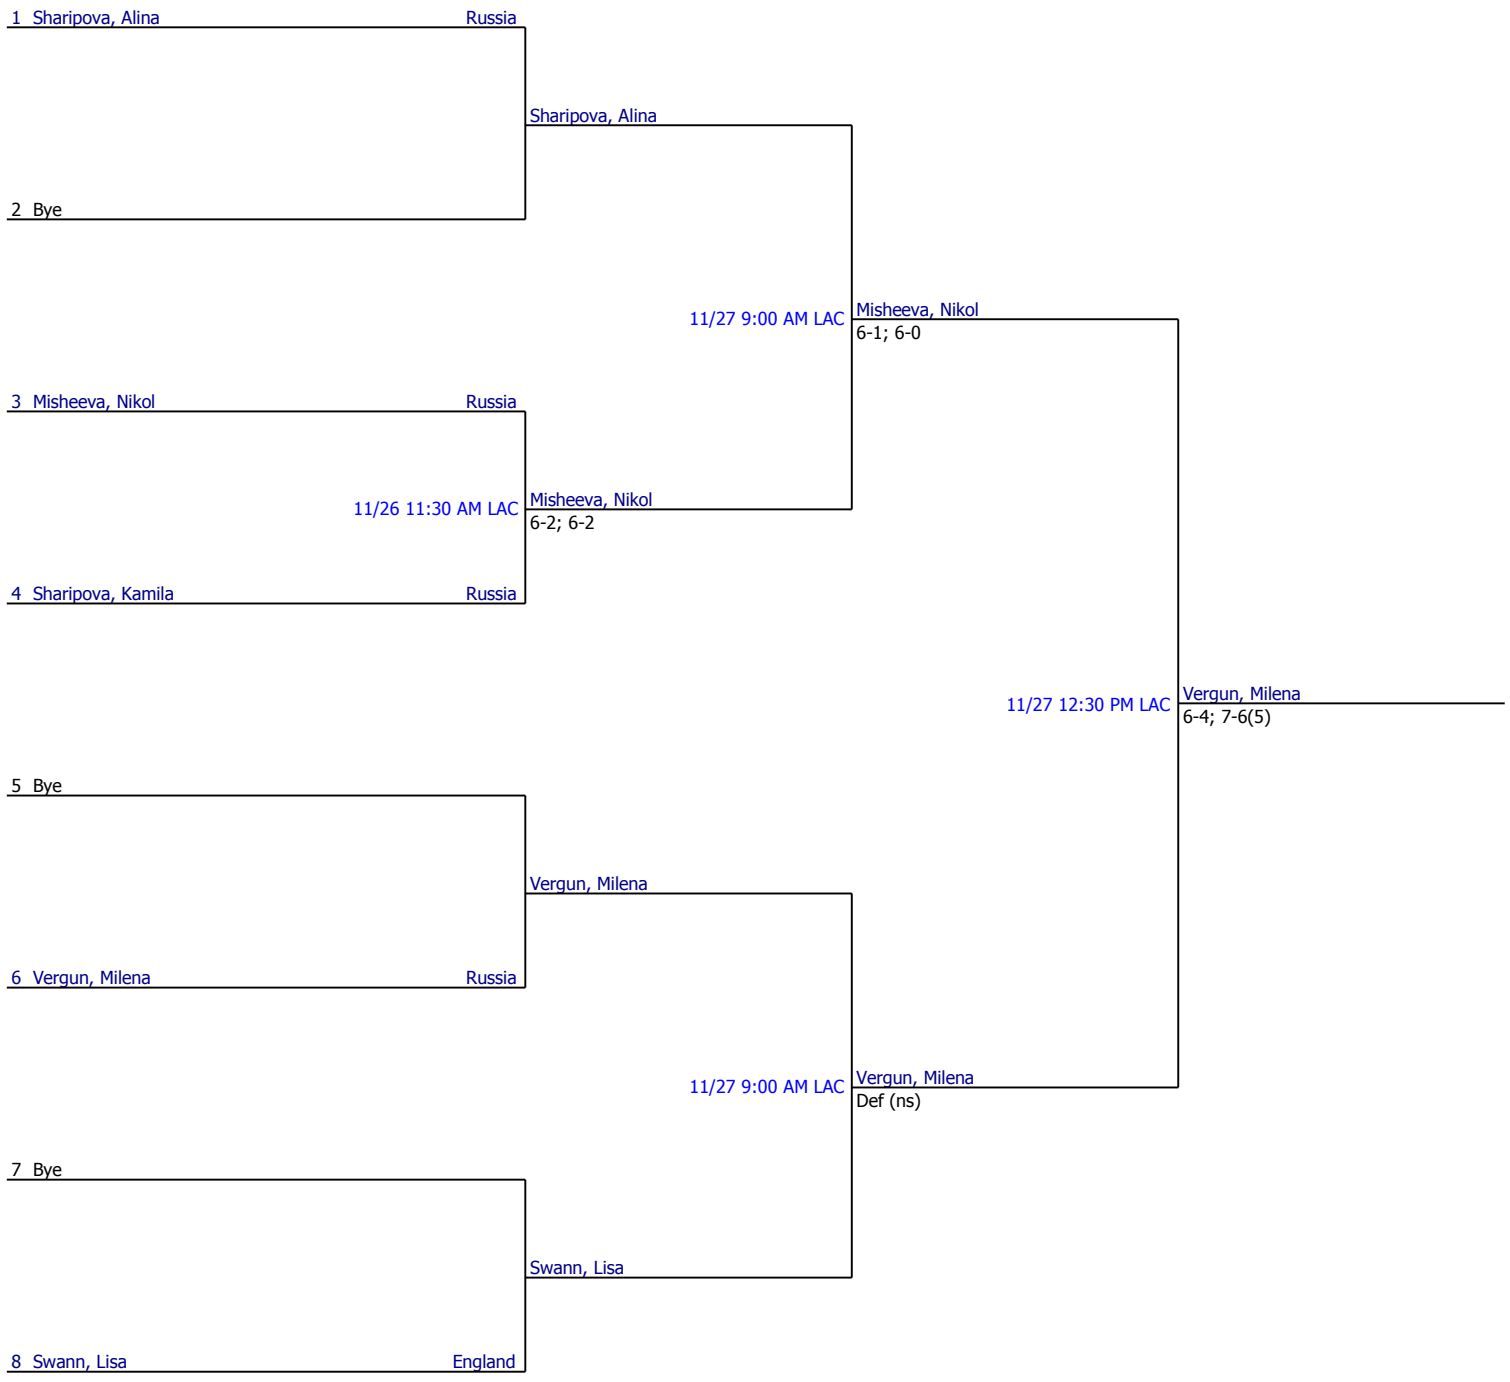 1 Sharipova, Alina Russia
Sharipova, Alina
2 Bye
11/27 9:00 AM LAC
Misheeva, Nikol
6-1; 6-0
3 Misheeva, Nikol Russia
11/26 11:30 AM LAC
Misheeva, Nikol
6-2; 6-2
4 Sharipova, Kamila Russia
11/27 12:30 PM LAC
Vergun, Milena
6-4; 7-6(5)
5 Bye
Vergun, Milena
6 Vergun, Milena Russia
11/27 9:00 AM LAC
Vergun, Milena
Def (ns)
7 Bye
Swann, Lisa
8 Swann, Lisa England